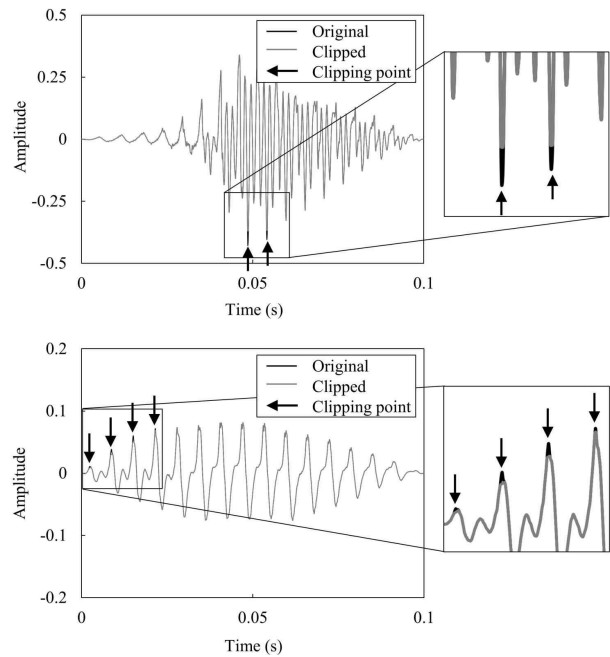 0.5
Original
Clipped
Clipping point
0.25
0
-0.25
-0.5
Amplitude
0
0.05
0.1
Time (s)
0.2
Original
Clipped
Clipping point
0.1
0
-0.1
-0.2
Amplitude
0
0.05
0.1
Time (s)